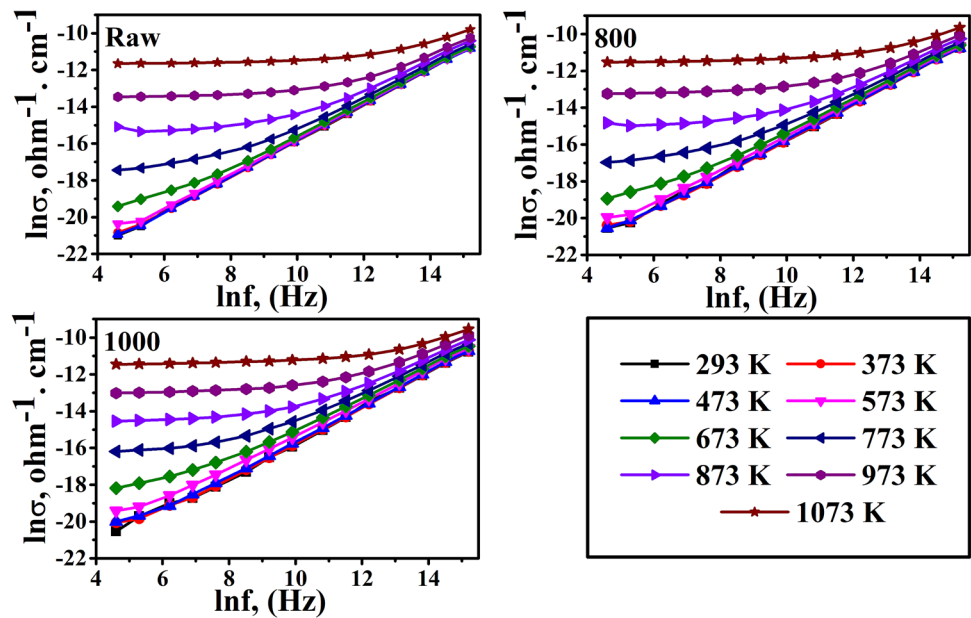 Raw
-10
-12
-14
-16
-18
-20
-22
lnσ, ohm⁻¹. cm⁻¹
4 6 8 10 12 14
lnf, (Hz)
800
-10
-12
-14
-16
-18
-20
-22
lnσ, ohm⁻¹. cm⁻¹
4 6 8 10 12 14
lnf, (Hz)
1000
-10
-12
-14
-16
-18
-20
-22
lnσ, ohm⁻¹. cm⁻¹
4 6 8 10 12 14
lnf, (Hz)
293 K 373 K
473 K 573 K
673 K 773 K
873 K 973 K
1073 K